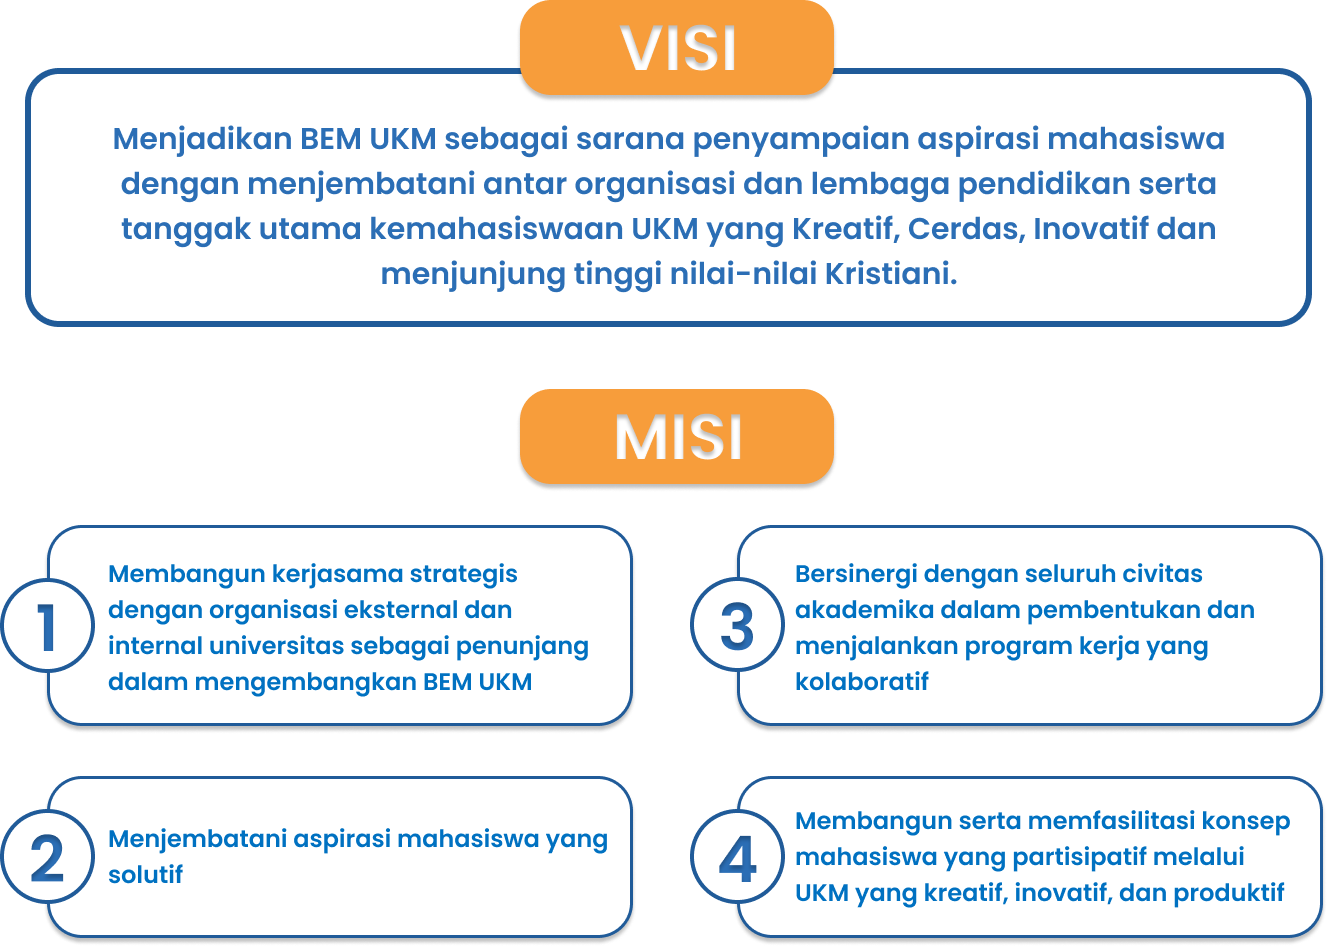 VISI
Menjadikan BEM UKM sebagai sarana penyampaian aspirasi mahasiswa
dengan menjembatani antar organisasi dan lembaga pendidikan serta
tanggak utama kemahasiswaan UKM yang Kreatif, Cerdas, Inovatif dan
menjunjung tinggi nilai-nilai Kristiani.
MISI
1
Membangun kerjasama strategis
dengan organisasi eksternal dan
internal universitas sebagai penunjang
dalam mengembangkan BEM UKM
2
Menjembatani aspirasi mahasiswa yang
solutif
3
Bersinergi dengan seluruh civitas
akademika dalam pembentukan dan
menjalankan program kerja yang
kolaboratif
4
Membangun serta memfasilitasi konsep
mahasiswa yang partisipatif melalui
UKM yang kreatif, inovatif, dan produktif